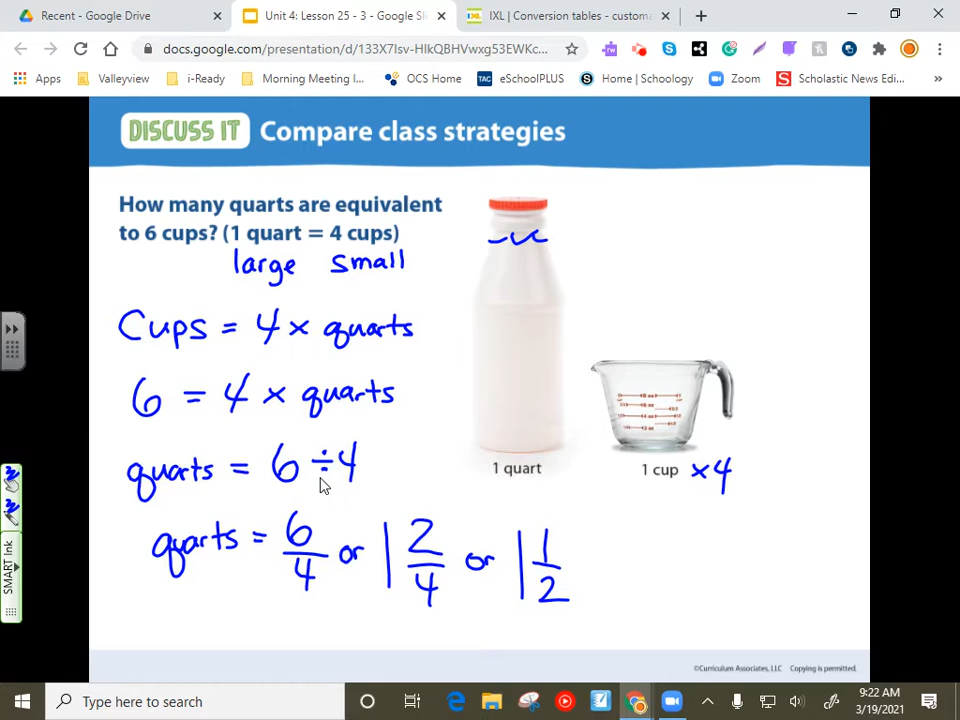 Recent - Google Drive
Unit 4: Lesson 25 - 3 - Google Sli
IXL | Conversion tables - customa
docs.google.com/presentation/d/133X7Isv-HIkQBHVwxg53EWKc...
Apps
Valleyview
i-Ready
Morning Meeting I...
OCS Home
TAC
eSchoolPLUS
S
Home | Schoology
Zoom
S
Scholastic News Edi...
»
DISCUSS IT Compare class strategies
How many quarts are equivalent
to 6 cups? (1 quart = 4 cups)
large small
Cups = 4 × quarts
6 = 4 × quarts
quarts = 6 ÷ 4
1 quart
1 cup ×4
quarts = 6/4 or 1 2/4 or 1 1/2
SMART Ink
©Curriculum Associates, LLC Copying is permitted.
Type here to search
9:22 AM
3/19/2021